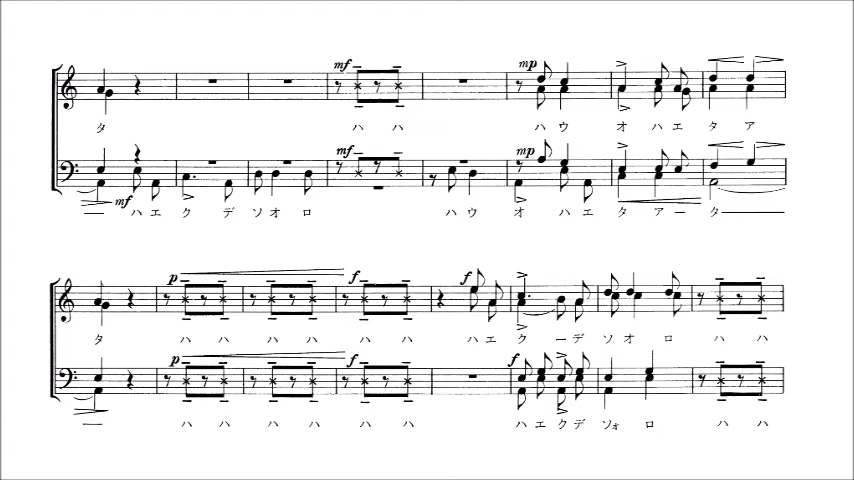 mf mp
タ ハ ハ ハ ウ オ ハ エ タ ア
mf mp
mf
ハ エ ク デ ソ オ ロ ハ ウ オ ハ エ タ ア ー タ
p f f
タ ハ ハ ハ ハ ハ ハ ハ エ ク ー デ ソ オ ロ ハ ハ
p f f
ハ ハ ハ ハ ハ ハ ハ エ ク デ ソ ォ ロ ハ ハ